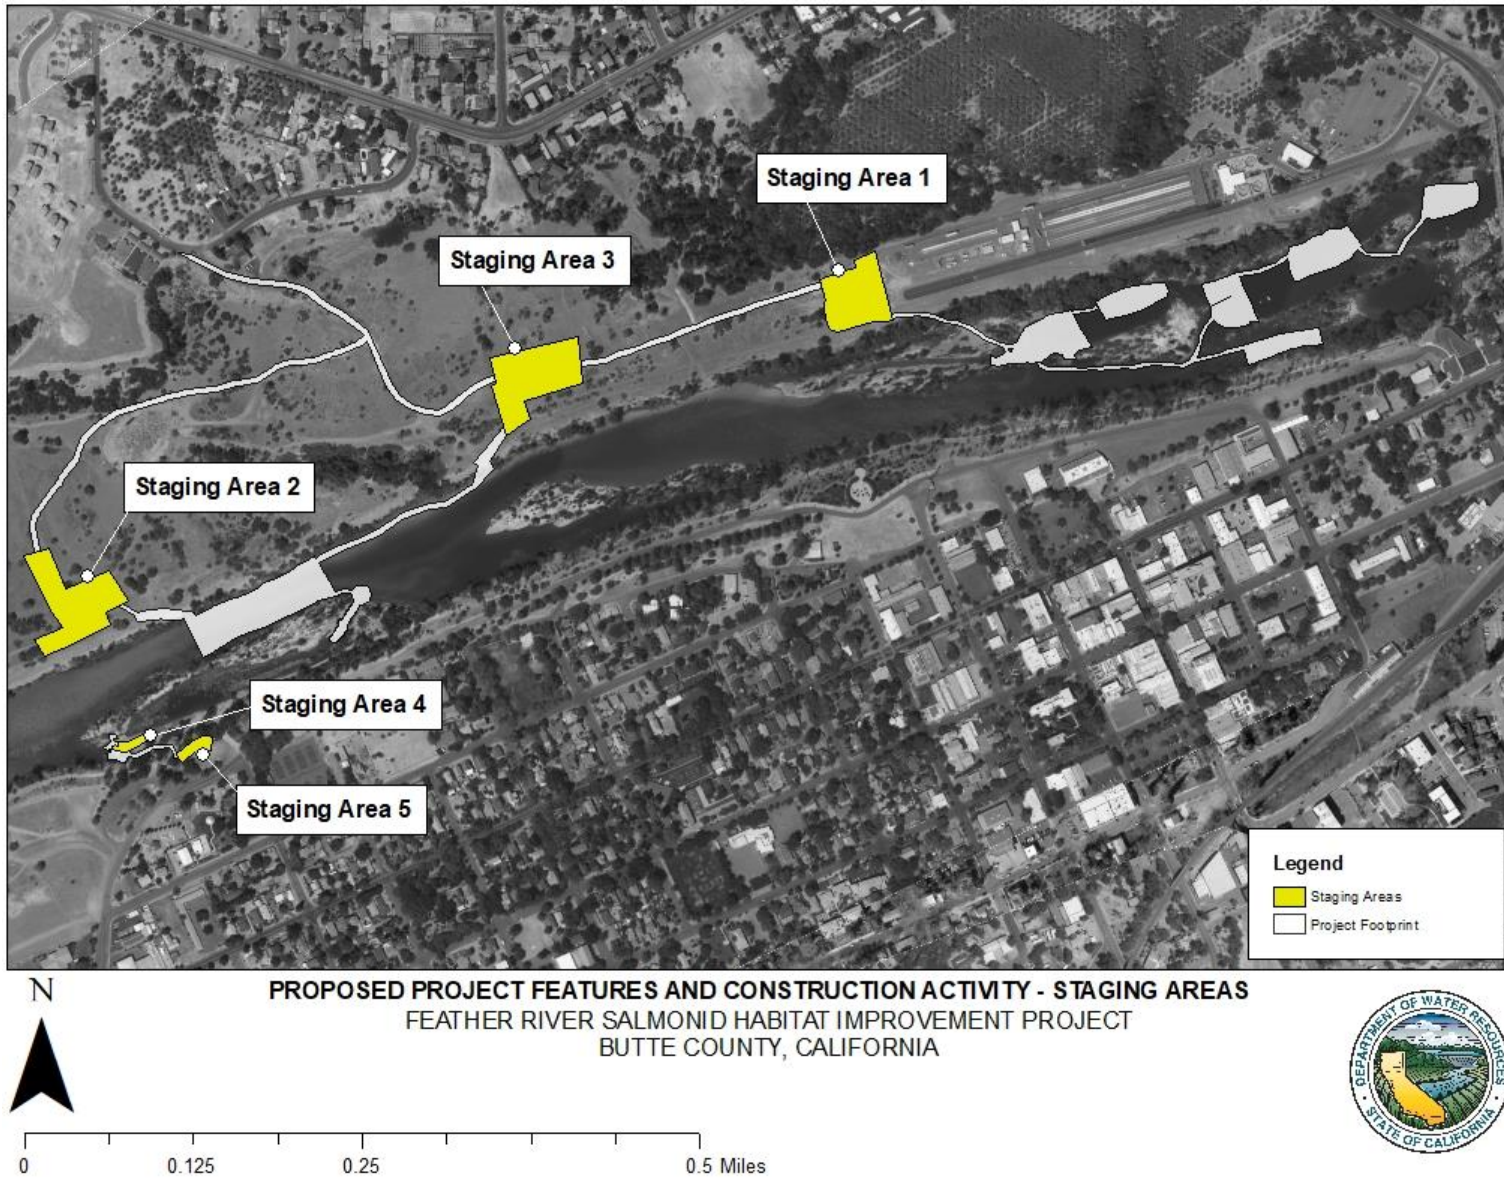 Staging Area 1
Staging Area 3
Staging Area 2
Staging Area 4
Staging Area 5
Legend
Staging Areas
Project Footprint
N
PROPOSED PROJECT FEATURES AND CONSTRUCTION ACTIVITY - STAGING AREAS
FEATHER RIVER SALMONID HABITAT IMPROVEMENT PROJECT
BUTTE COUNTY, CALIFORNIA
0 0.125 0.25 0.5 Miles
DEPARTMENT OF WATER RESOURCES
STATE OF CALIFORNIA